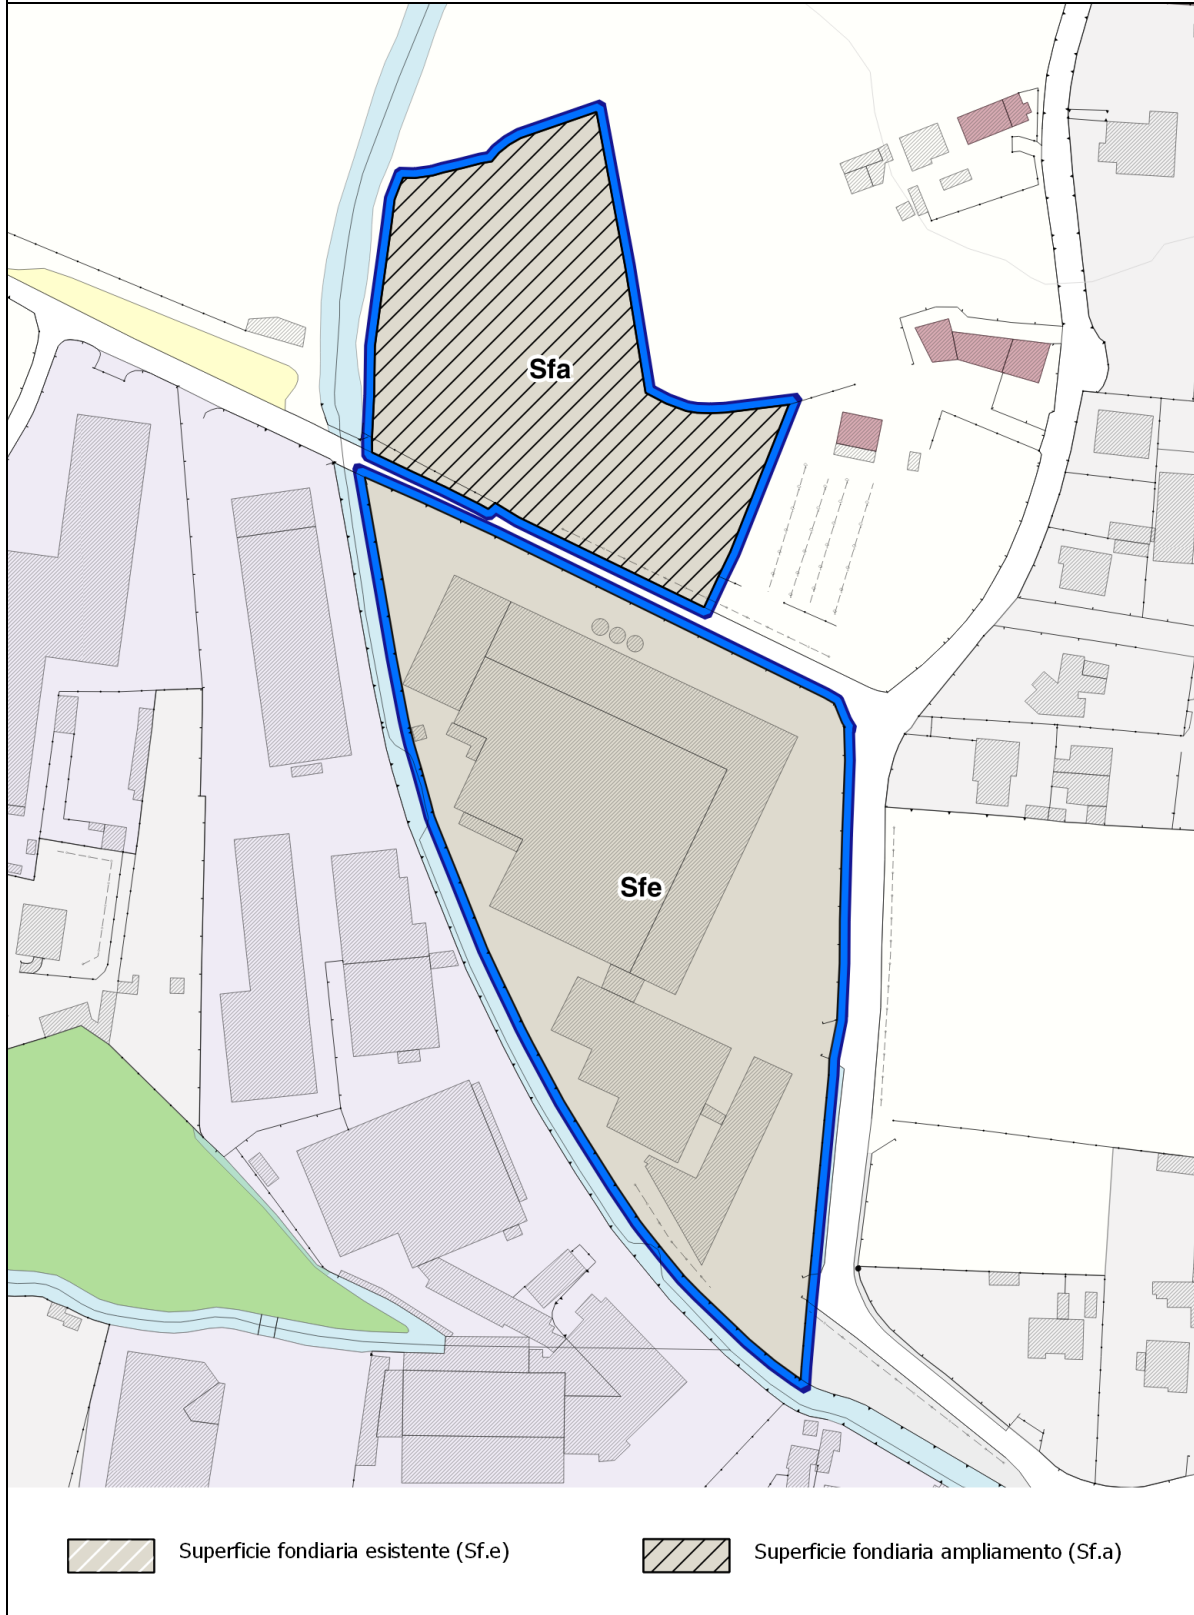 Sfa
Sfe
Superficie fondiaria esistente (Sf.e)
Superficie fondiaria ampliamento (Sf.a)